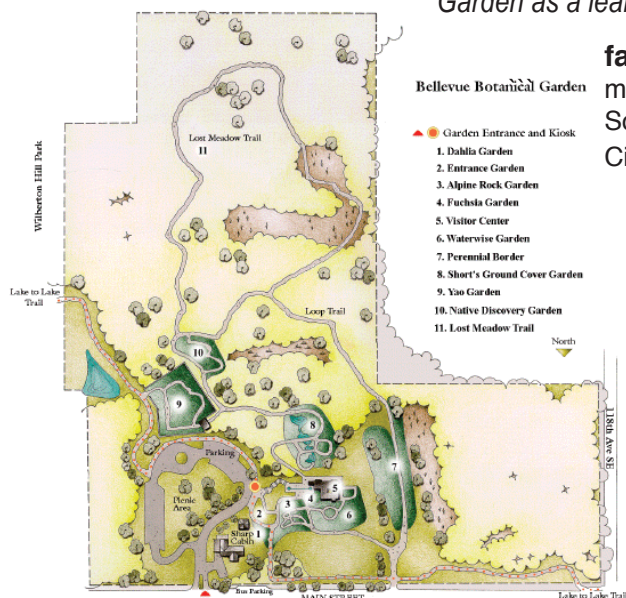 Garden as a lea
fa
m
So
Ci
Bellevue Botanical Garden
Garden Entrance and Kiosk
1. Dahlia Garden
2. Entrance Garden
3. Alpine Rock Garden
4. Fuchsia Garden
5. Visitor Center
6. Waterwise Garden
7. Perennial Border
8. Short's Ground Cover Garden
9. Yao Garden
10. Native Discovery Garden
11. Lost Meadow Trail
North
Wilberton Hill Park
Lost Meadow Trail
11
Lake to Lake
Trail
Loop Trail
10
9
8
7
118th Ave SE
Parking
Picnic
Area
5
4
3
6
2
1
Sharp
Cabin
Bus Parking
MAIN STREET
Lake to Lake Trail